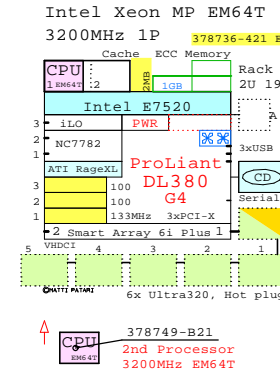 Intel Xeon MP EM64T
3200MHz 1P 378736-421 E
Cache ECC Memory
CPU
1 EM64T :2 2MB 1GB Rack
2U 19
Intel E7520
3 iLO PWR A
2 NC7782
1 3xUSB
ATI RageXL ProLiant
DL380
G4
CD
3 100
2 100 Serial
1 133MHz 3xPCI-X
2 Smart Array 6i Plus 1
VHDCI
5 4 3 2 1
©MATTI PATARI 6x Ultra320, Hot plug
CPU
EM64T
378749-B21
2nd Processor
3200MHz EM64T